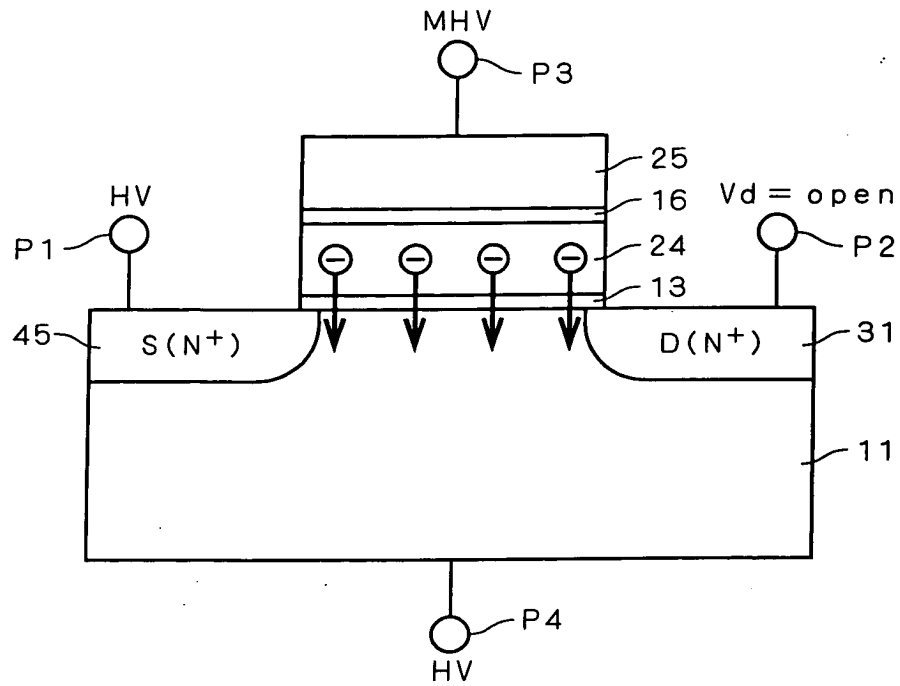 MHV
P3
25
HV
16
Vd = open
P1
24
P2
− − − −
13
45
S(N+)
D(N+)
31
11
P4
HV